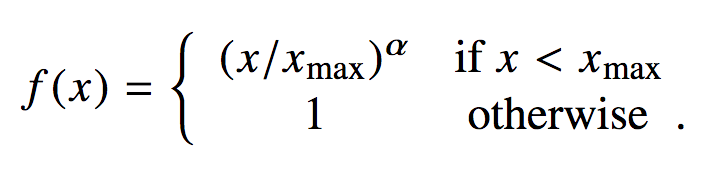 f(x) = { (x/x_max)^α if x < x_max
1 otherwise .